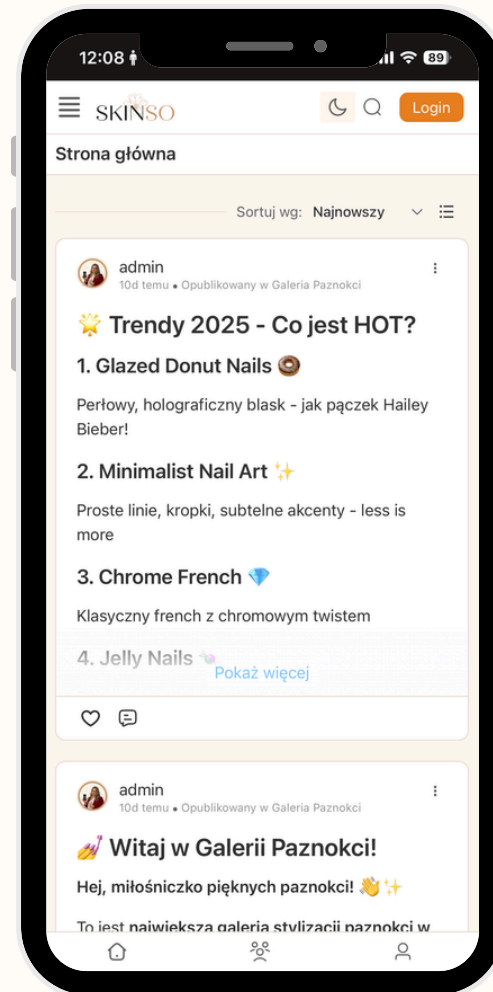 12:08
89
SKINSO
Login
Strona główna
Sortuj wg: Najnowszy
admin
10d temu • Opublikowany w Galeria Paznokci
🌟 Trendy 2025 - Co jest HOT?
1. Glazed Donut Nails 🍩
Perłowy, holograficzny blask - jak pączek Hailey
Bieber!
2. Minimalist Nail Art ✨
Proste linie, kropki, subtelne akcenty - less is
more
3. Chrome French 💎
Klasyczny french z chromowym twistem
4. Jelly Nails 🍬
Pokaż więcej
admin
10d temu • Opublikowany w Galeria Paznokci
💅 Witaj w Galerii Paznokci!
Hej, miłośniczko pięknych paznokci! 👋✨
To jest największa galeria stylizacji paznokci w